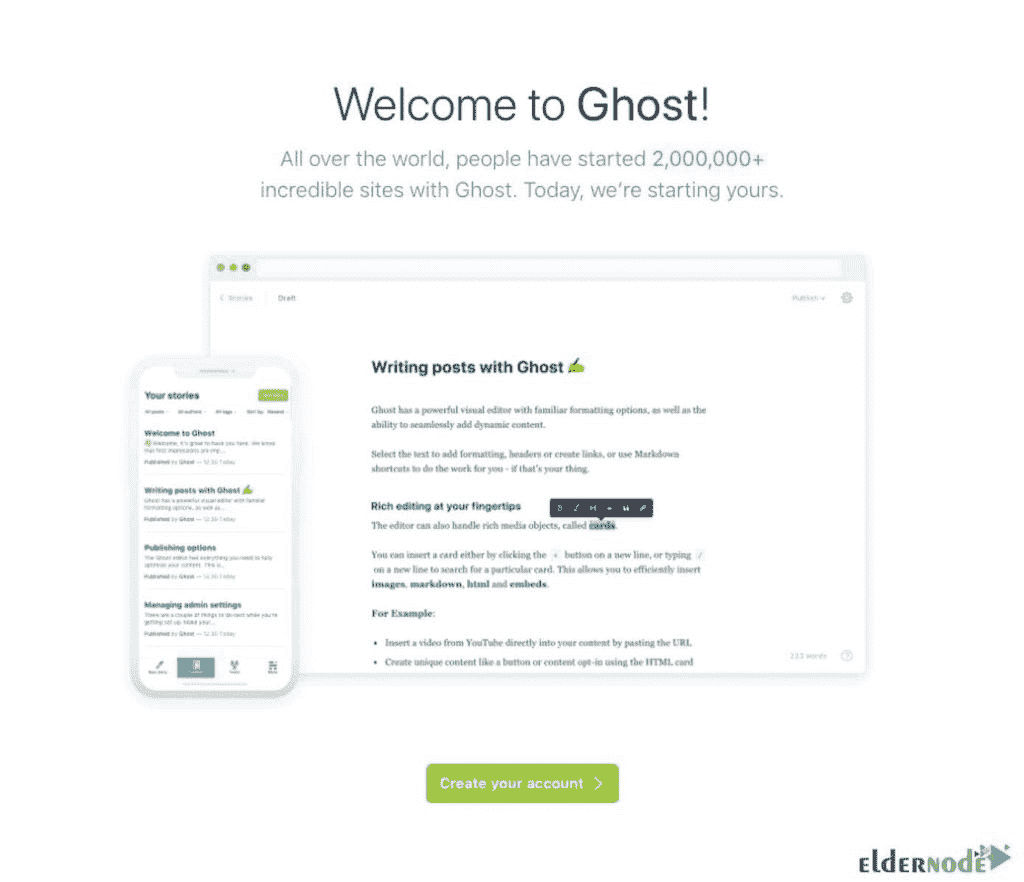 Welcome to Ghost!
All over the world, people have started 2,000,000+
incredible sites with Ghost. Today, we're starting yours.
Stories
Draft
Publish
Writing posts with Ghost ✍️
Ghost has a powerful visual editor with familiar formatting options, as well as the
ability to seamlessly add dynamic content.
Select the text to add formatting, headers or create links, or use Markdown
shortcuts to do the work for you - if that's your thing.
Rich editing at your fingertips
The editor can also handle rich media objects, called cards.
You can insert a card either by clicking the + button on a new line, or typing /
on a new line to search for a particular card. This allows you to efficiently insert
images, markdown, html and embeds.
For Example:
• Insert a video from YouTube directly into your content by pasting the URL
• Create unique content like a button or content opt-in using the HTML card
233 words
Your stories
All posts
All authors
All tags
Sort by: Newest
Welcome to Ghost
👋 Welcome, it's great to have you here. We know
that first impressions are imp...
Published by Ghost — 12:30 Today
Writing posts with Ghost ✍️
Ghost has a powerful visual editor with familiar
formatting options, as well as...
Published by Ghost — 12:30 Today
Publishing options
The Ghost editor has everything you need to fully
optimise your content. This is...
Published by Ghost — 12:30 Today
Managing admin settings
There are a couple of things to do next while you're
getting set up. Make your...
Published by Ghost — 12:30 Today
Create your account
eldernode